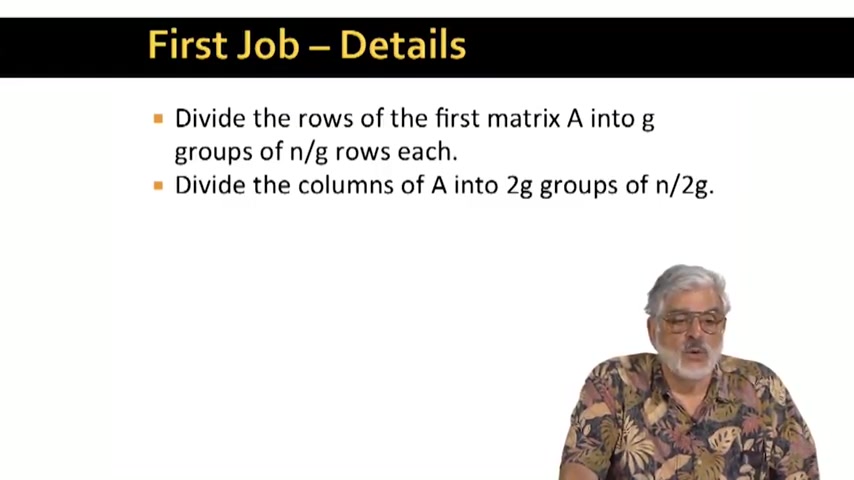 First Job – Details
▪ Divide the rows of the first matrix A into g
groups of n/g rows each.
▪ Divide the columns of A into 2g groups of n/2g.